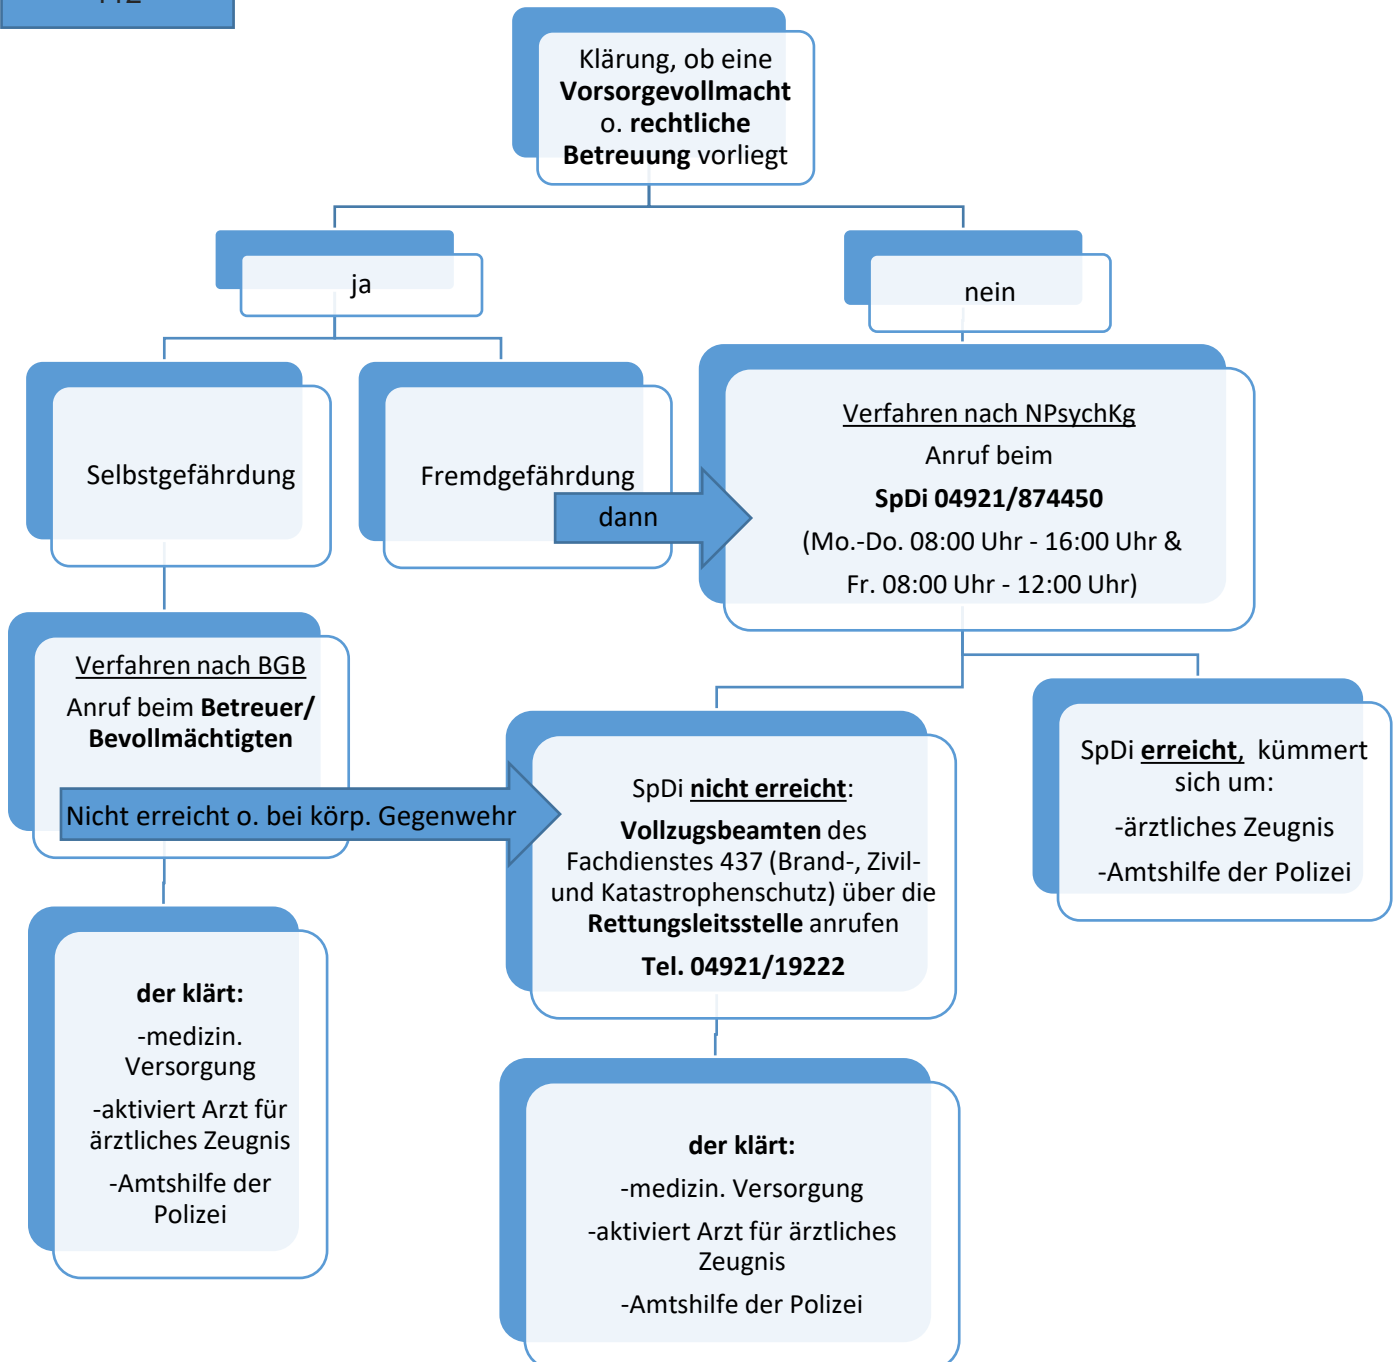 Klärung, ob eine
Vorsorgevollmacht
o. rechtliche
Betreuung vorliegt
ja
nein
Selbstgefährdung
Fremdgefährdung
dann
Verfahren nach NPsychKg
Anruf beim
SpDi 04921/874450
(Mo.-Do. 08:00 Uhr - 16:00 Uhr &
Fr. 08:00 Uhr - 12:00 Uhr)
Verfahren nach BGB
Anruf beim Betreuer/
Bevollmächtigten
Nicht erreicht o. bei körp. Gegenwehr
SpDi nicht erreicht:
Vollzugsbeamten des
Fachdienstes 437 (Brand-, Zivil-
und Katastrophenschutz) über die
Rettungsleitsstelle anrufen
Tel. 04921/19222
SpDi erreicht, kümmert
sich um:
-ärztliches Zeugnis
-Amtshilfe der Polizei
der klärt:
-medizin.
Versorgung
-aktiviert Arzt für
ärztliches Zeugnis
-Amtshilfe der
Polizei
der klärt:
-medizin. Versorgung
-aktiviert Arzt für ärztliches
Zeugnis
-Amtshilfe der Polizei